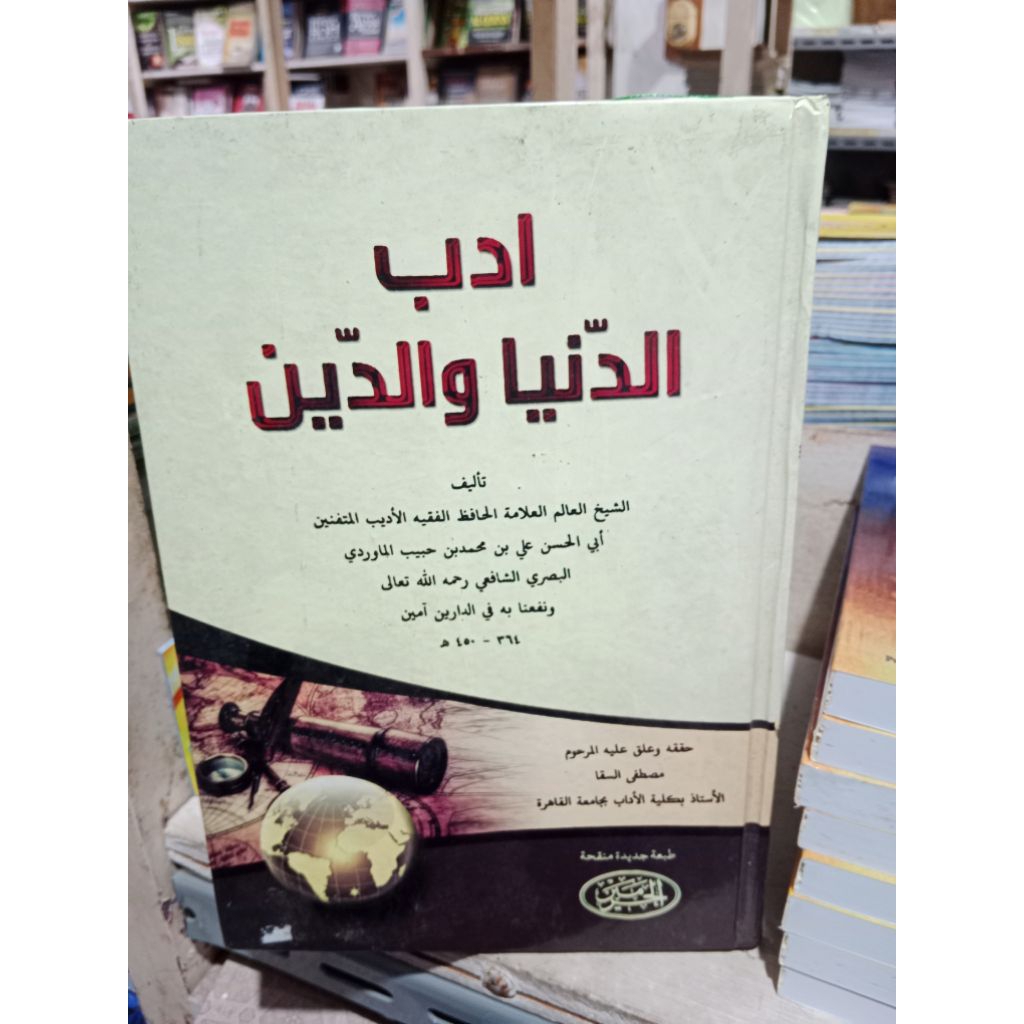 ادب
الدّنيا والدّين
تأليف
الشيخ العالم العلامة الحافظ الفقيه الأديب المتفنين
أبي الحسن علي بن محمدبن حبيب الماوردي
البصري الشافعي رحمه الله تعالى
ونفعنا به في الدارين آمين
٣٦٤ - ٤٥٠ هـ
حققه وعلق عليه المرحوم
مصطفى السقا
الأستاذ بكلية الأداب بجامعة القاهرة
طبعة جديدة منقحة
الحرمين